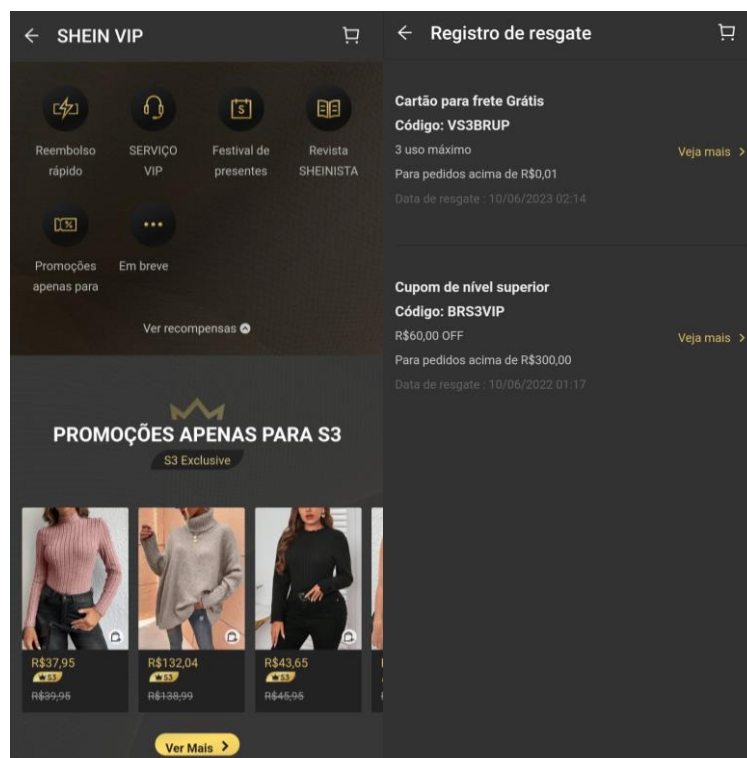 SHEIN VIP
Reembolso
rápido
SERVIÇO
VIP
Festival de
presentes
Revista
SHEINISTA
Promoções
apenas para
Em breve
Ver recompensas
PROMOÇÕES APENAS PARA S3
S3 Exclusive
R$37,95
S3
R$39,95
R$132,04
S3
R$138,99
R$43,65
S3
R$45,95
Ver Mais
Registro de resgate
Cartão para frete Grátis
Código: VS3BRUP
3 uso máximo
Veja mais
Para pedidos acima de R$0,01
Data de resgate : 10/06/2023 02:14
Cupom de nível superior
Código: BRS3VIP
R$60,00 OFF
Veja mais
Para pedidos acima de R$300,00
Data de resgate : 10/06/2022 01:17